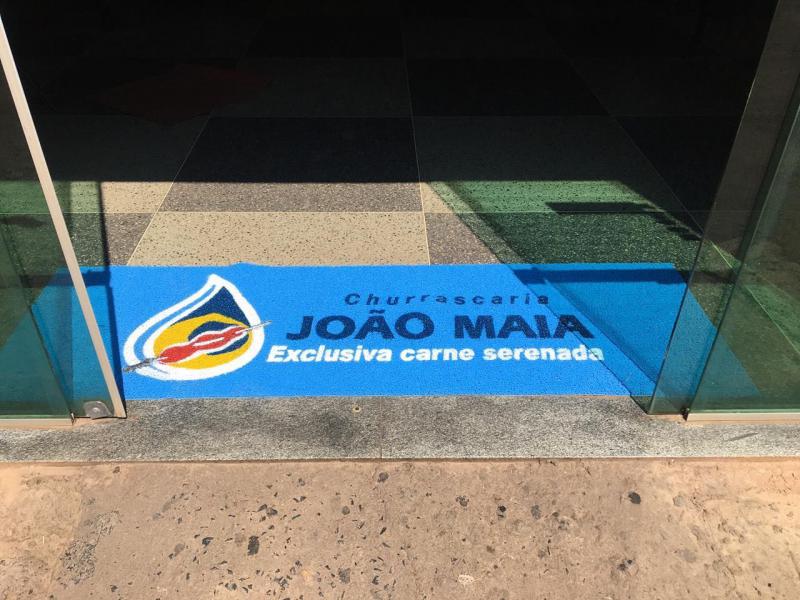 Churrascaria
JOÃO MAIA
Exclusiva carne serenada